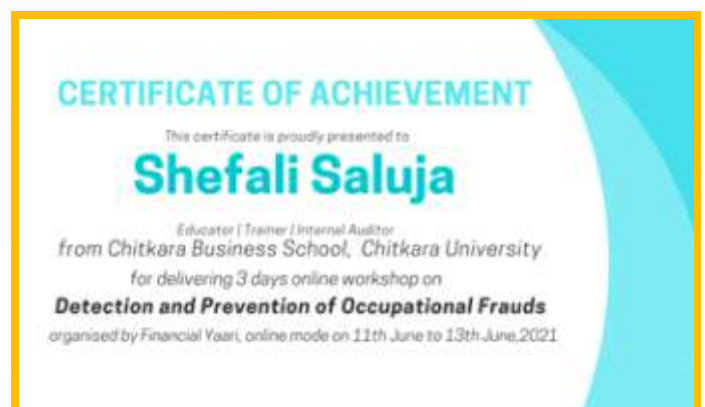 CERTIFICATE OF ACHIEVEMENT
This certificate is proudly presented to
Shefali Saluja
Educator | Trainer | Internal Auditor
from Chitkara Business School, Chitkara University
for delivering 3 days online workshop on
Detection and Prevention of Occupational Frauds
organised by Financial Yaari, online mode on 11th June to 13th June,2021